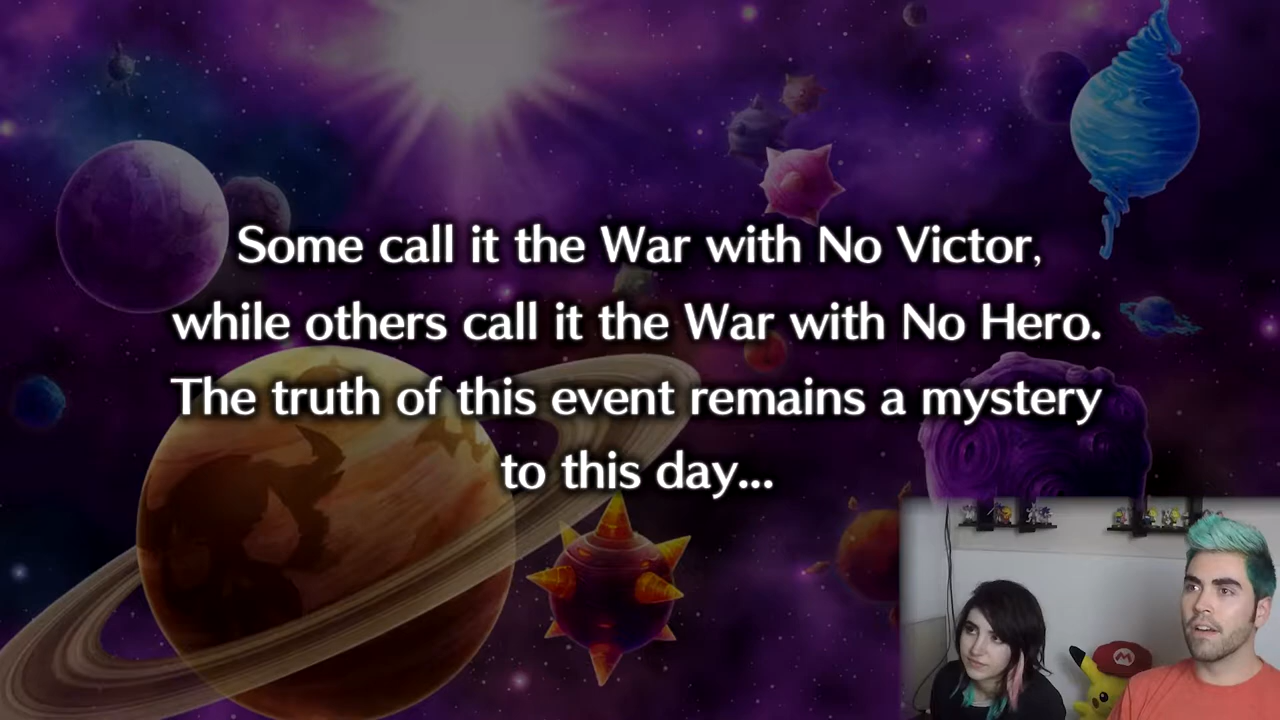 Some call it the War with No Victor,
while others call it the War with No Hero.
The truth of this event remains a mystery
to this day...
M